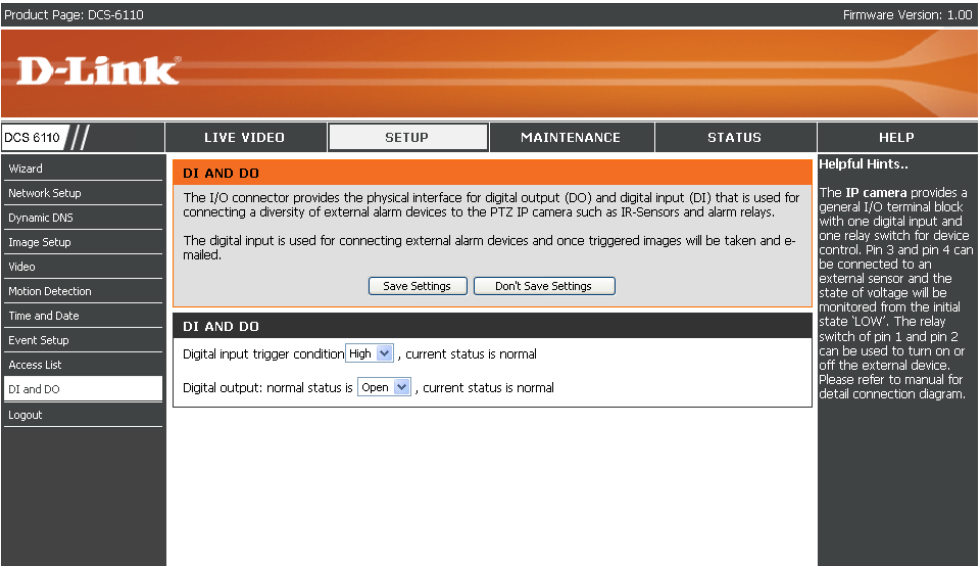 Product Page: DCS-6110
Firmware Version: 1.00
D-Link
DCS 6110
LIVE VIDEO
SETUP
MAINTENANCE
STATUS
HELP
Wizard
Network Setup
Dynamic DNS
Image Setup
Video
Motion Detection
Time and Date
Event Setup
Access List
DI and DO
Logout
DI AND DO
The I/O connector provides the physical interface for digital output (DO) and digital input (DI) that is used for
connecting a diversity of external alarm devices to the PTZ IP camera such as IR-Sensors and alarm relays.
The digital input is used for connecting external alarm devices and once triggered images will be taken and e-
mailed.
Save Settings
Don't Save Settings
DI AND DO
Digital input trigger condition High , current status is normal
Digital output: normal status is Open , current status is normal
Helpful Hints..
The IP camera provides a
general I/O terminal block
with one digital input and
one relay switch for device
control. Pin 3 and pin 4 can
be connected to an
external sensor and the
state of voltage will be
monitored from the initial
state `LOW'. The relay
switch of pin 1 and pin 2
can be used to turn on or
off the external device.
Please refer to manual for
detail connection diagram.